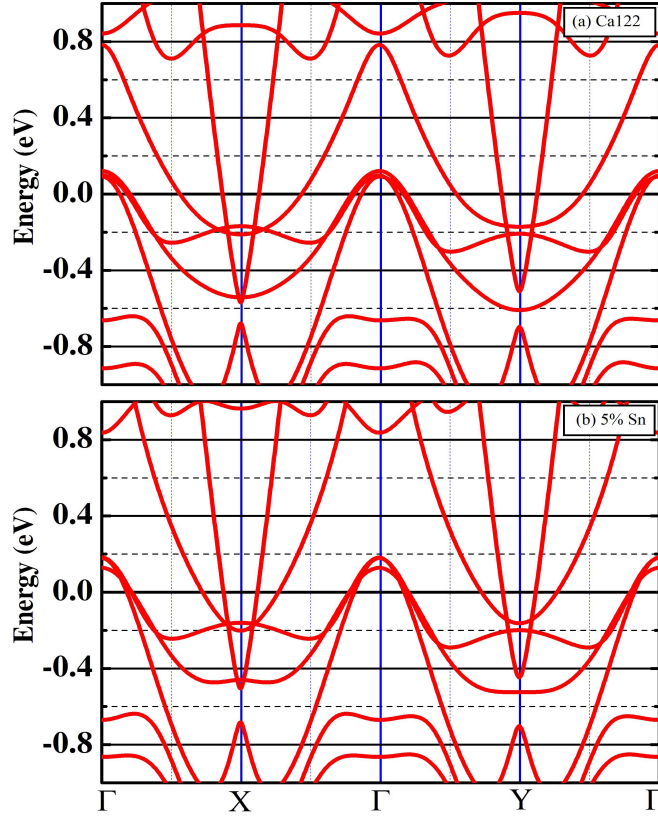 (a) Ca122
0.8
0.4
0.0
-0.4
-0.8
Energy (eV)
(b) 5% Sn
0.8
0.4
0.0
-0.4
-0.8
Energy (eV)
Γ X Γ Y Γ